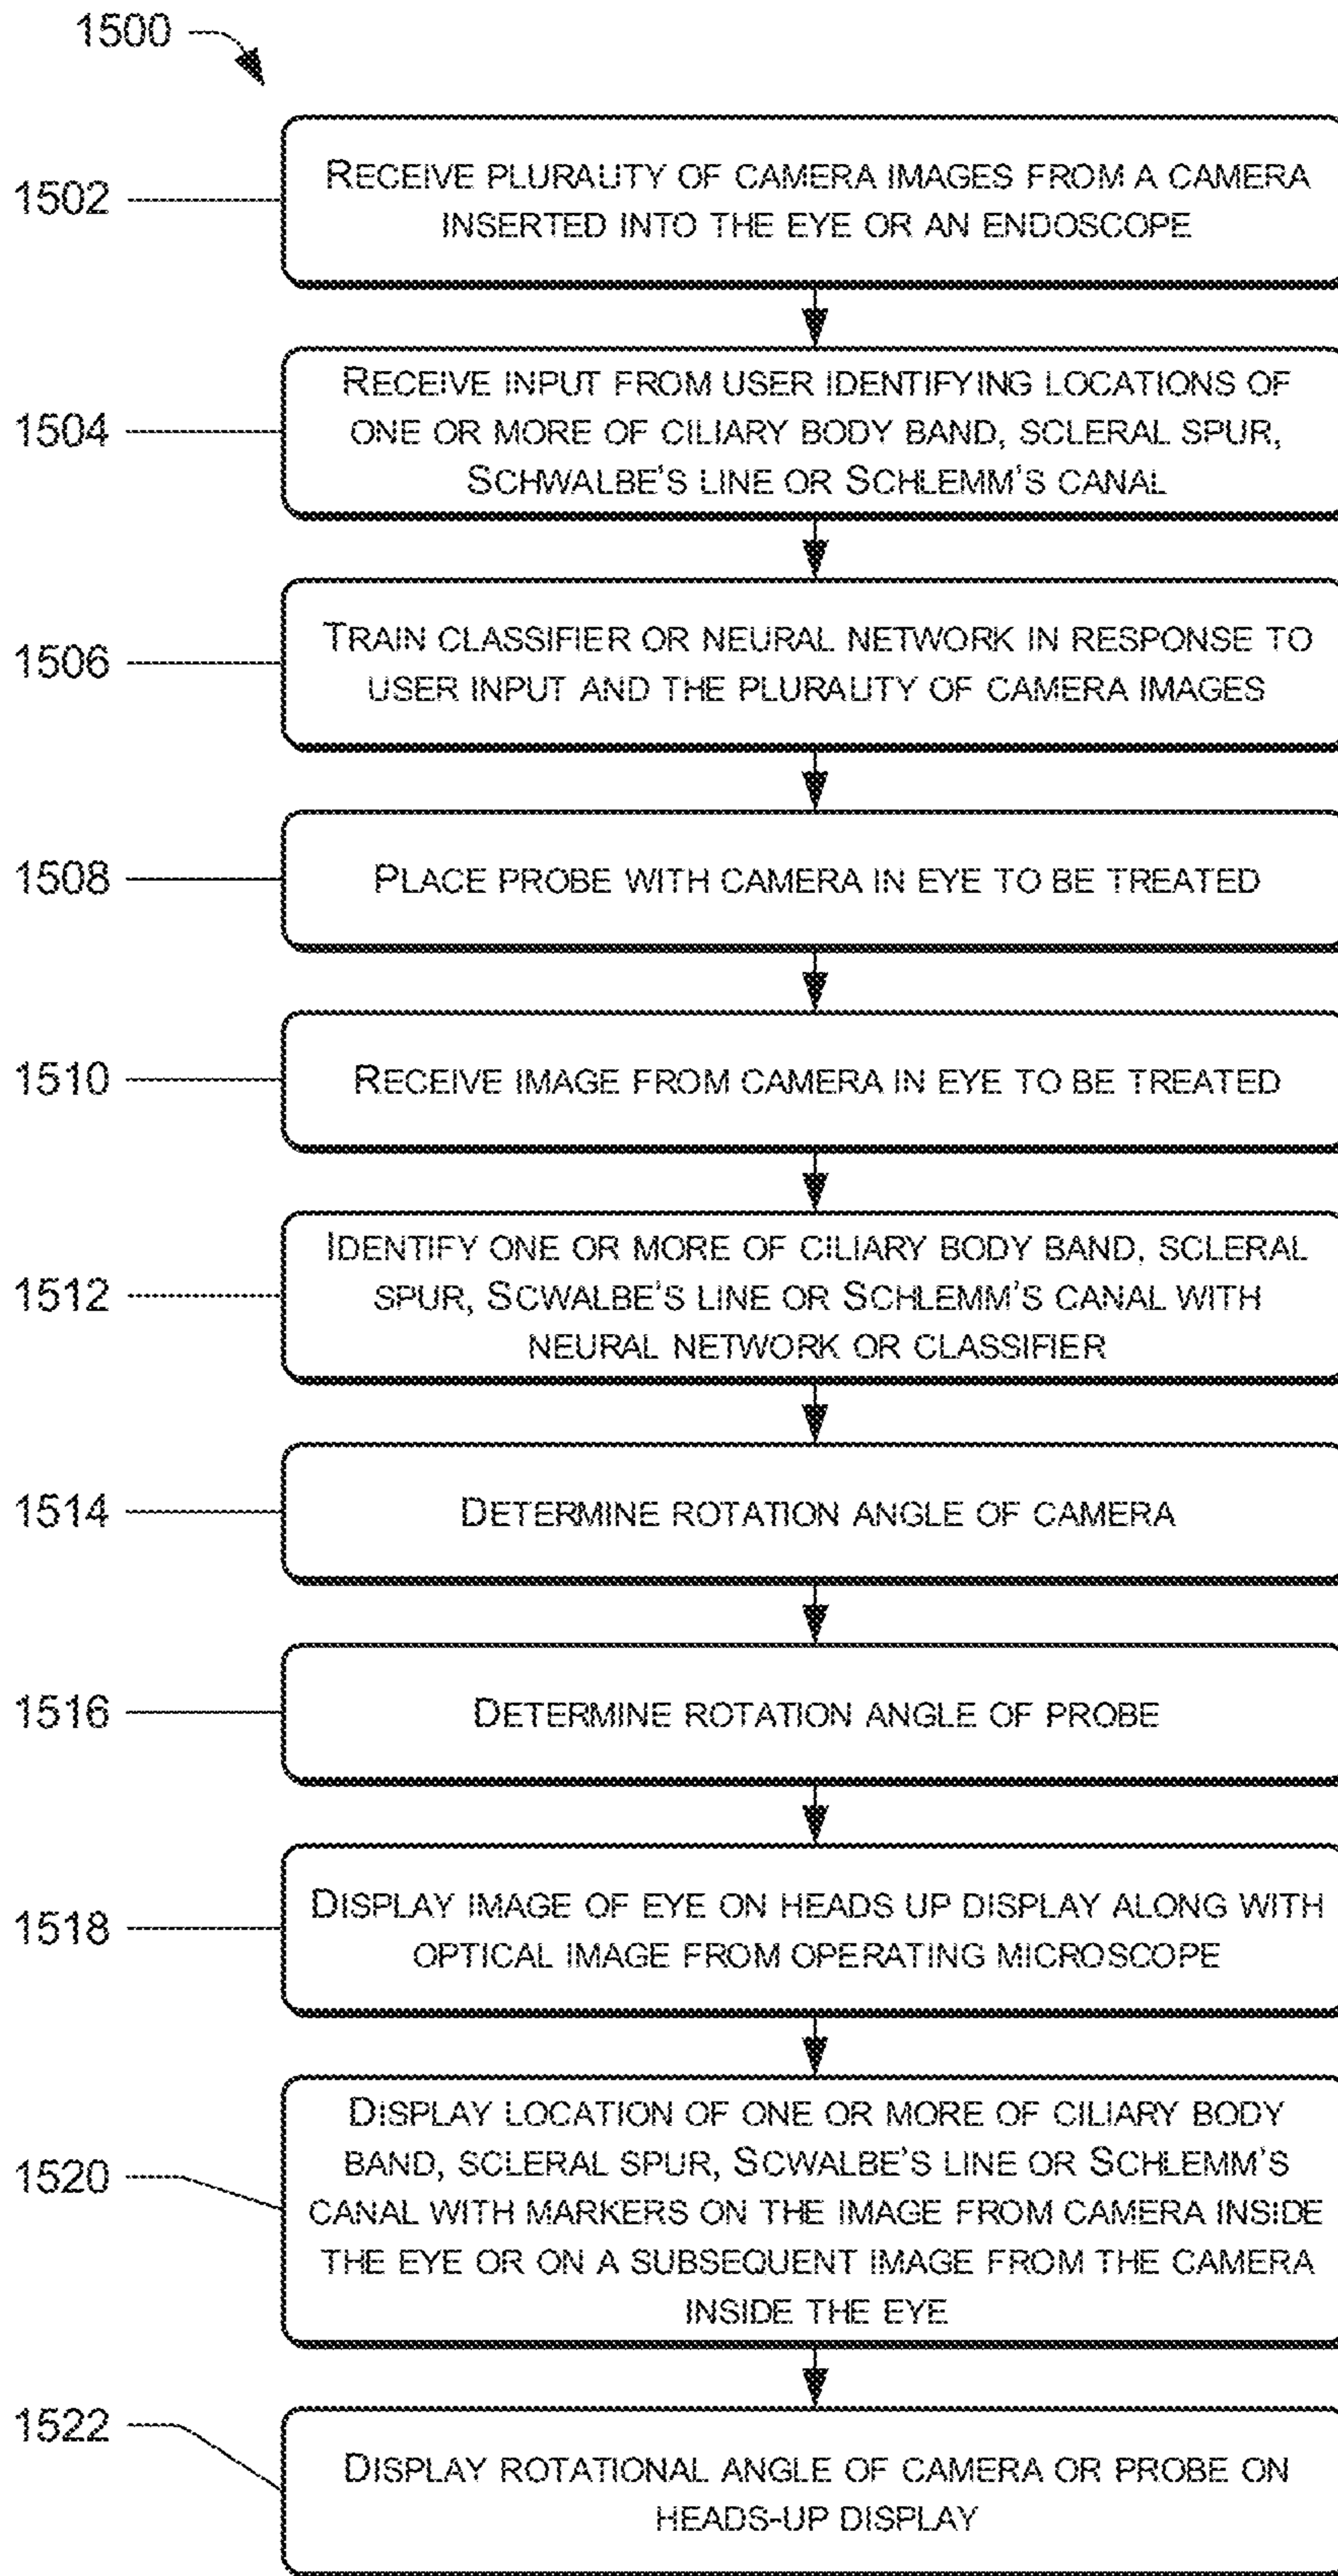 1500
1502
RECEIVE PLURALITY OF CAMERA IMAGES FROM A CAMERA
INSERTED INTO THE EYE OR AN ENDOSCOPE
1504
RECEIVE INPUT FROM USER IDENTIFYING LOCATIONS OF
ONE OR MORE OF CILIARY BODY BAND, SCLERAL SPUR,
SCHWALBE'S LINE OR SCHLEMM'S CANAL
1506
TRAIN CLASSIFIER OR NEURAL NETWORK IN RESPONSE TO
USER INPUT AND THE PLURALITY OF CAMERA IMAGES
1508
PLACE PROBE WITH CAMERA IN EYE TO BE TREATED
1510
RECEIVE IMAGE FROM CAMERA IN EYE TO BE TREATED
1512
IDENTIFY ONE OR MORE OF CILIARY BODY BAND, SCLERAL
SPUR, SCWALBE'S LINE OR SCHLEMM'S CANAL WITH
NEURAL NETWORK OR CLASSIFIER
1514
DETERMINE ROTATION ANGLE OF CAMERA
1516
DETERMINE ROTATION ANGLE OF PROBE
1518
DISPLAY IMAGE OF EYE ON HEADS UP DISPLAY ALONG WITH
OPTICAL IMAGE FROM OPERATING MICROSCOPE
1520
DISPLAY LOCATION OF ONE OR MORE OF CILIARY BODY
BAND, SCLERAL SPUR, SCWALBE'S LINE OR SCHLEMM'S
CANAL WITH MARKERS ON THE IMAGE FROM CAMERA INSIDE
THE EYE OR ON A SUBSEQUENT IMAGE FROM THE CAMERA
INSIDE THE EYE
1522
DISPLAY ROTATIONAL ANGLE OF CAMERA OR PROBE ON
HEADS-UP DISPLAY